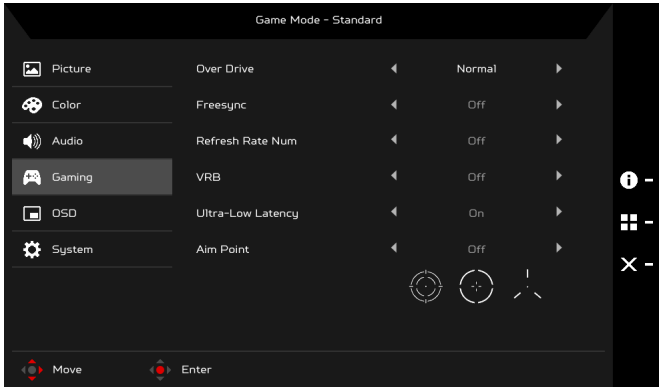 Game Mode - Standard
Picture
Over Drive
Normal
Color
Freesync
Off
Audio
Refresh Rate Num
Off
Gaming
VRB
Off
OSD
Ultra-Low Latency
On
System
Aim Point
Off
Move
Enter